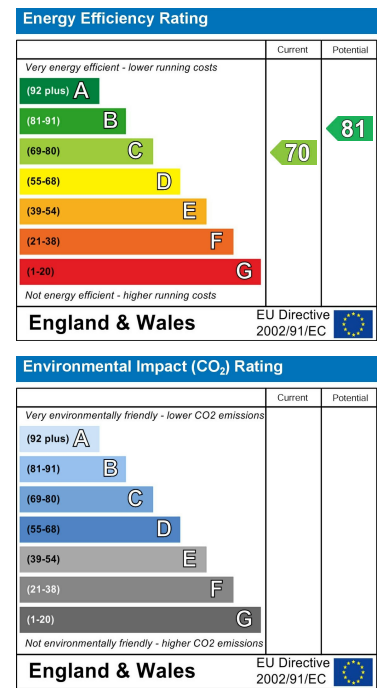 Energy Efficiency Rating
Current Potential
Very energy efficient - lower running costs
(92 plus) A
(81-91) B
(69-80) C
(55-68) D
(39-54) E
(21-38) F
(1-20) G
70
81
Not energy efficient - higher running costs
England & Wales
EU Directive
2002/91/EC
Environmental Impact (CO₂) Rating
Current Potential
Very environmentally friendly - lower CO2 emissions
(92 plus) A
(81-91) B
(69-80) C
(55-68) D
(39-54) E
(21-38) F
(1-20) G
Not environmentally friendly - higher CO2 emissions
England & Wales
EU Directive
2002/91/EC